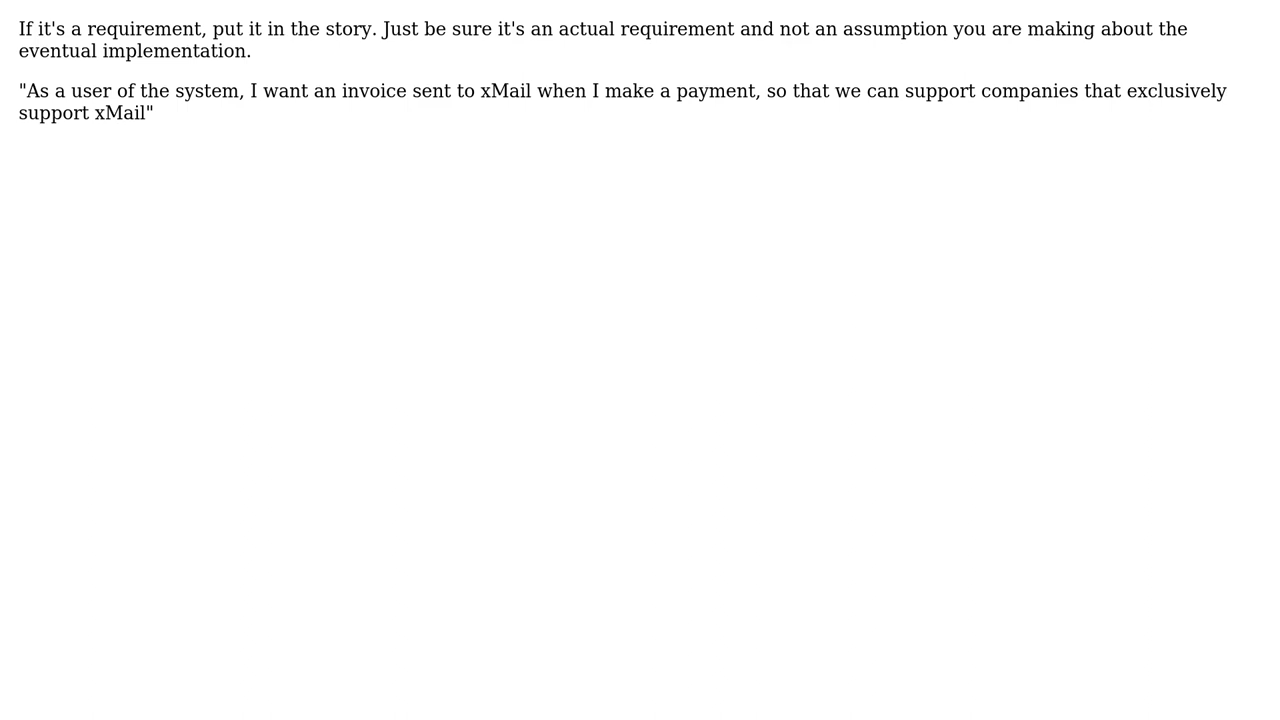 If it's a requirement, put it in the story. Just be sure it's an actual requirement and not an assumption you are making about the
eventual implementation.
"As a user of the system, I want an invoice sent to xMail when I make a payment, so that we can support companies that exclusively
support xMail"